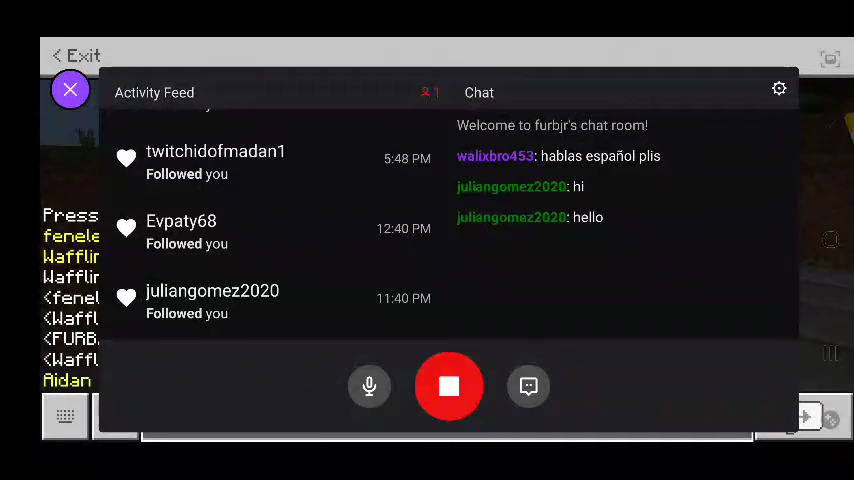 < Exit
Activity Feed
1
Chat
Welcome to furbjr's chat room!
twitchidofmadan1
Followed you
5:48 PM
walixbro453: hablas español plis
juliangomez2020: hi
juliangomez2020: hello
Evpaty68
Followed you
12:40 PM
juliangomez2020
Followed you
11:40 PM
Press
fenele
Wafflin
Wafflin
<fenel
<Waffl
<FURB
<Waffl
Aidan